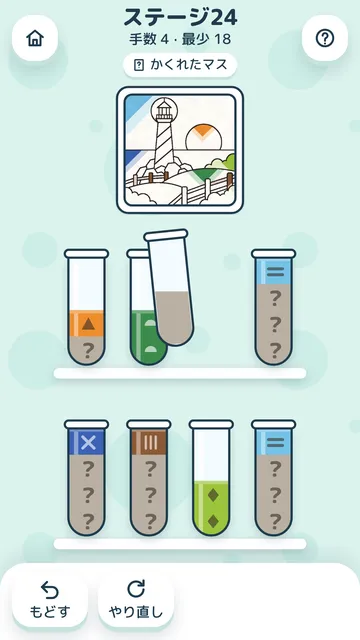 ステージ24
手数 4・最少 18
かくれたマス
?
? ? ?
? ? ?
? ? ?
? ? ?
? ? ?
もどす
やり直し